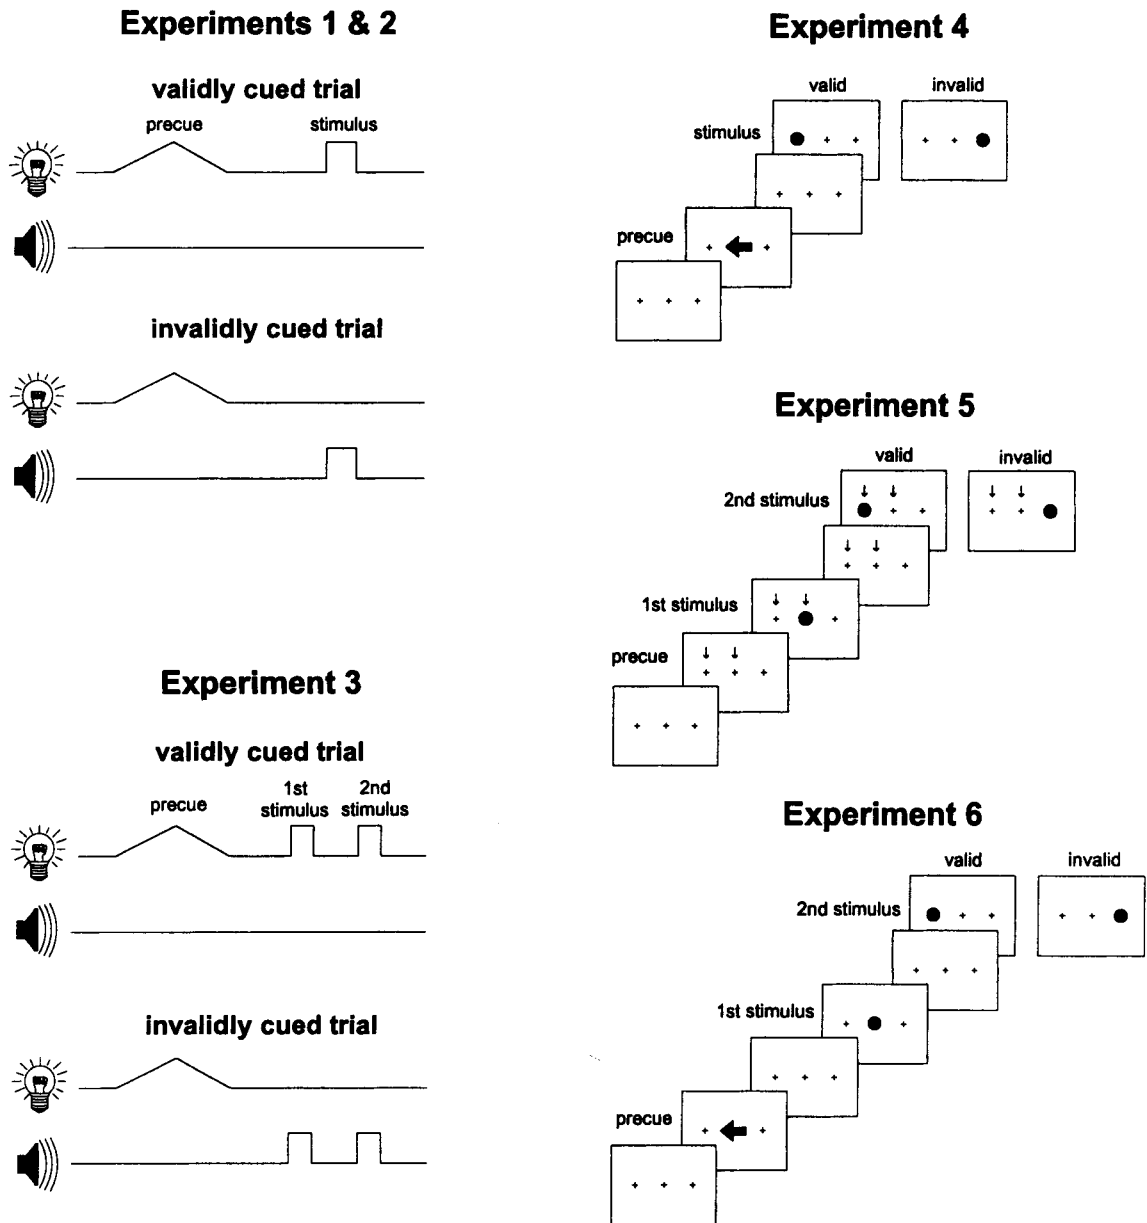 Experiments 1 & 2
validly cued trial
precue
stimulus
invalidly cued trial
Experiment 3
validly cued trial
precue
1st
stimulus
2nd
stimulus
invalidly cued trial
Experiment 4
valid
invalid
stimulus
precue
Experiment 5
valid
invalid
2nd stimulus
1st stimulus
precue
Experiment 6
valid
invalid
2nd stimulus
1st stimulus
precue